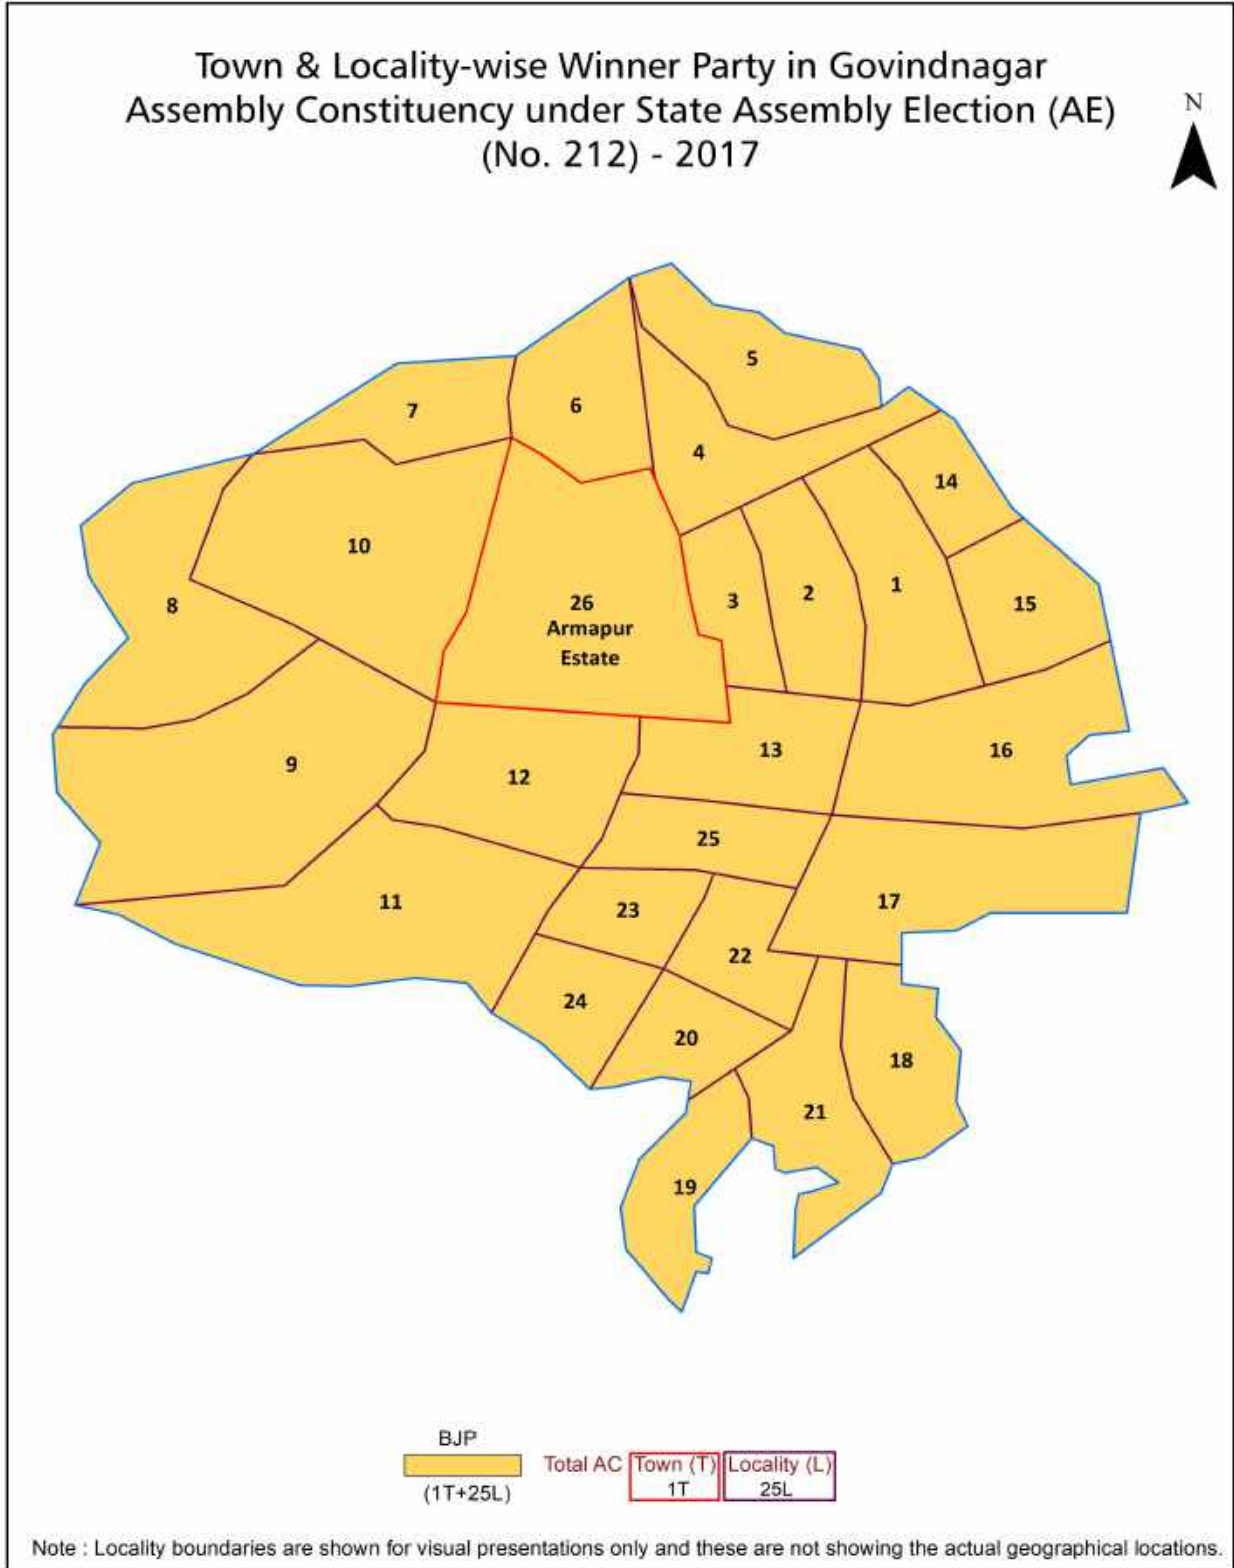 Town & Locality-wise Winner Party in Govindnagar
Assembly Constituency under State Assembly Election (AE)
(No. 212) - 2017
N
5
7
6
4
14
10
1
2
3
26
15
8
Armapur
Estate
13
16
9
12
25
11
17
23
22
24
20
18
21
19
BJP
Total AC
Town (T)
Locality (L)
(1T+25L)
1T
25L
Note : Locality boundaries are shown for visual presentations only and these are not showing the actual geographical locations.